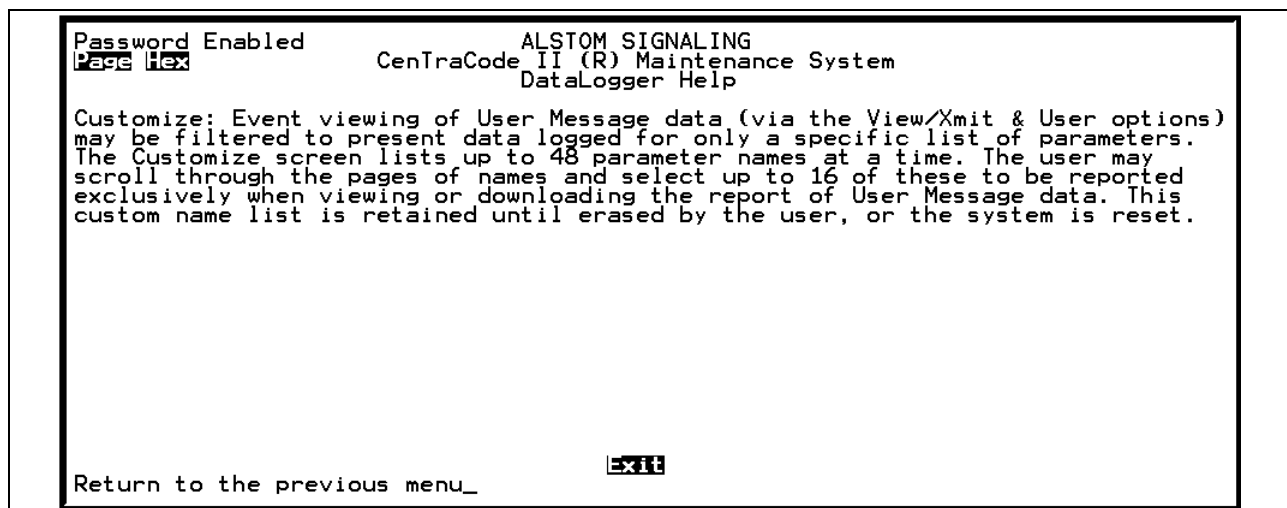 Password Enabled ALSTOM SIGNALING
Page Hex CenTraCode II (R) Maintenance System
DataLogger Help
Customize: Event viewing of User Message data (via the View/Xmit & User options)
may be filtered to present data logged for only a specific list of parameters.
The Customize screen lists up to 48 parameter names at a time. The user may
scroll through the pages of names and select up to 16 of these to be reported
exclusively when viewing or downloading the report of User Message data. This
custom name list is retained until erased by the user, or the system is reset.
Exit
Return to the previous menu_